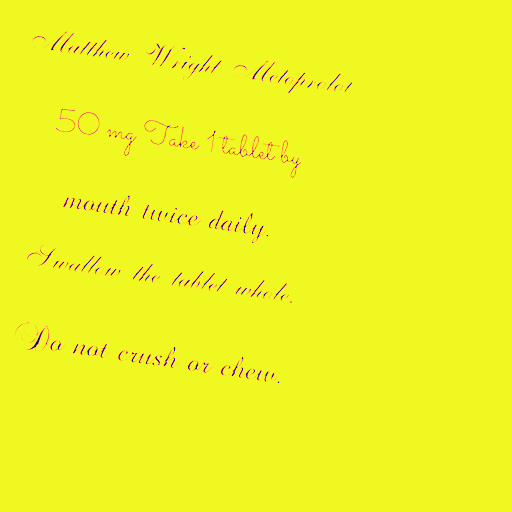 Matthew Wright Metoprolol
50 mg Take 1 tablet by
mouth twice daily.
Swallow the tablet whole.
Do not crush or chew.